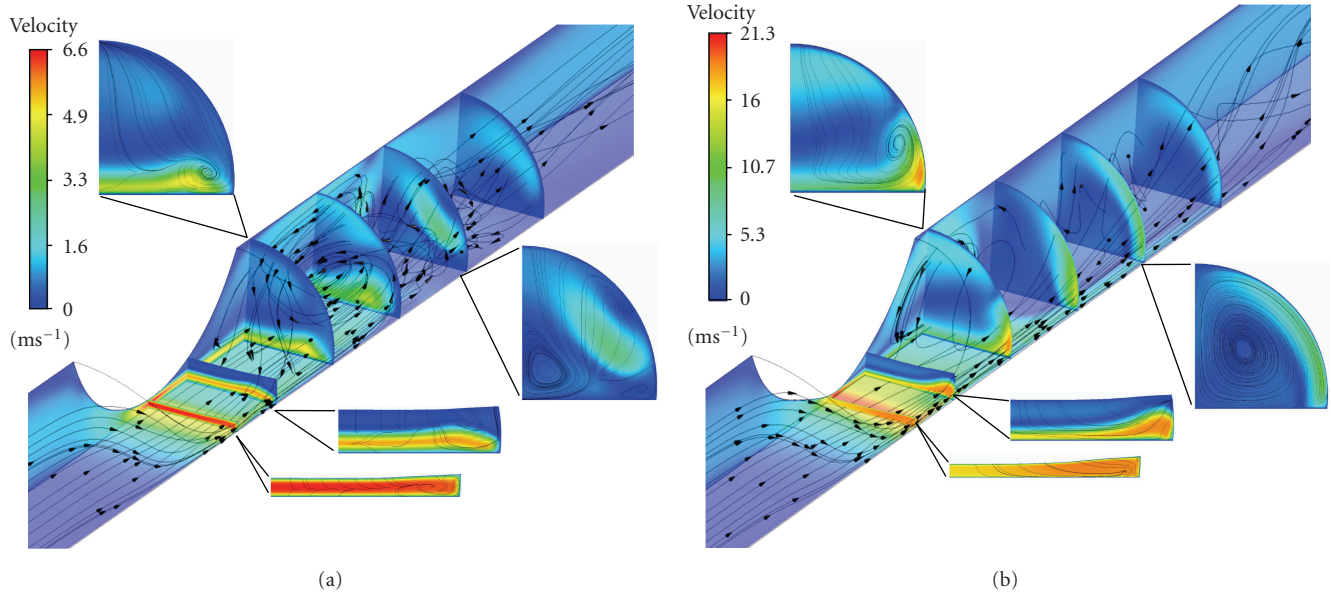 Velocity
6.6
4.9
3.3
1.6
0
(ms−1)
(a)
Velocity
21.3
16
10.7
5.3
0
(ms−1)
(b)